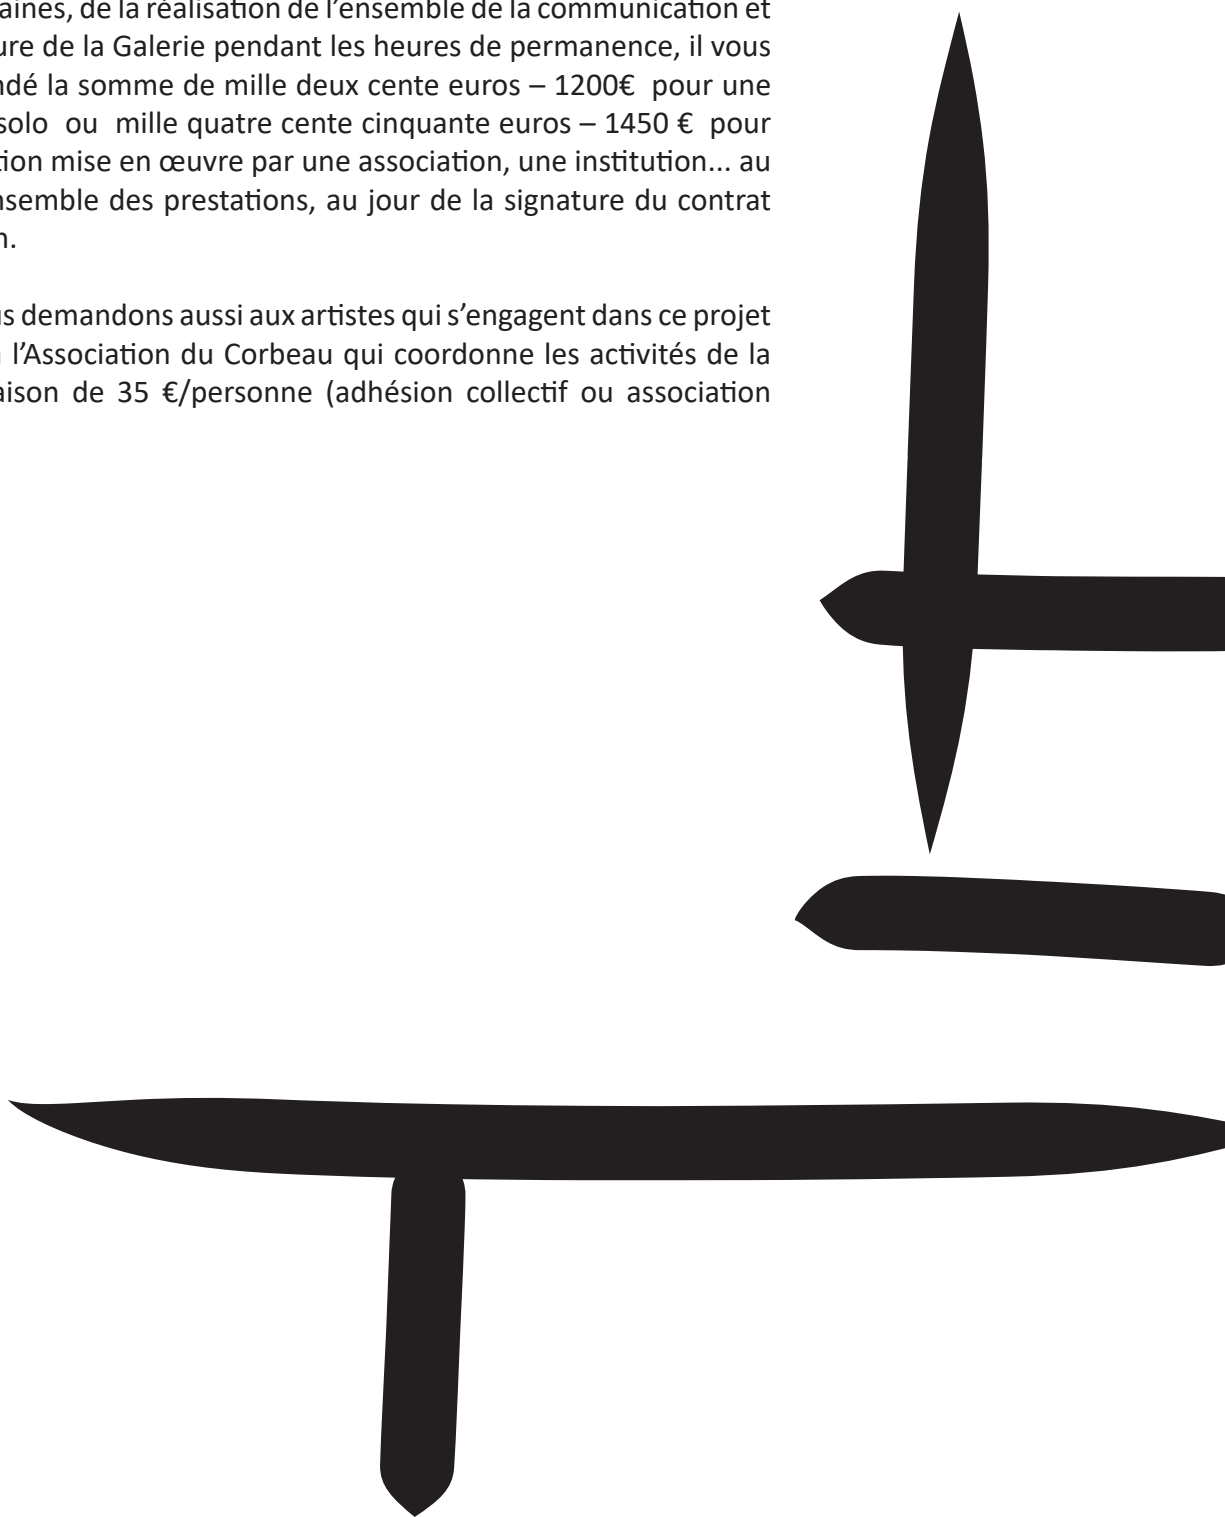 aines, de la réalisation de l'ensemble de la communication et
ure de la Galerie pendant les heures de permanence, il vous
ndé la somme de mille deux cente euros – 1200€ pour une
solo ou mille quatre cente cinquante euros – 1450 € pour
tion mise en œuvre par une association, une institution... au
nsemble des prestations, au jour de la signature du contrat
n.
us demandons aussi aux artistes qui s'engagent dans ce projet
à l'Association du Corbeau qui coordonne les activités de la
aison de 35 €/personne (adhésion collectif ou association